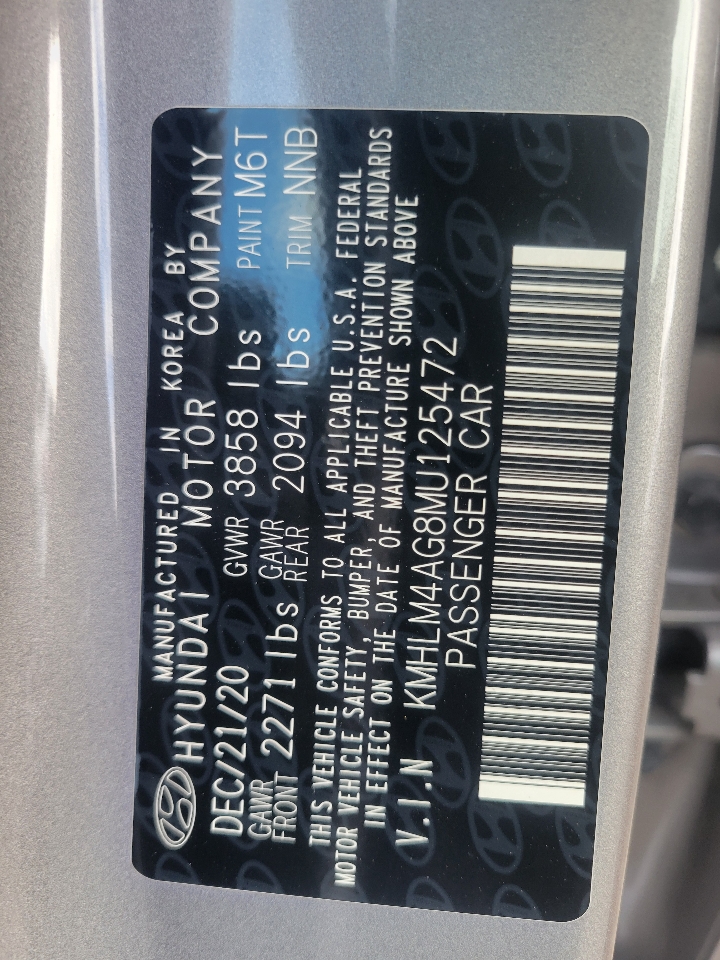 MANUFACTURED IN KOREA BY
HYUNDAI MOTOR COMPANY
DEC/21/20 GVWR 3858 lbs PAINT M6T
GAWR FRONT 2271 lbs GAWR REAR 2094 lbs TRIM NNB
THIS VEHICLE CONFORMS TO ALL APPLICABLE U.S.A. FEDERAL
MOTOR VEHICLE SAFETY, BUMPER, AND THEFT PREVENTION STANDARDS
IN EFFECT ON THE DATE OF MANUFACTURE SHOWN ABOVE
V.I.N KMHLM4AG8MU125472
PASSENGER CAR